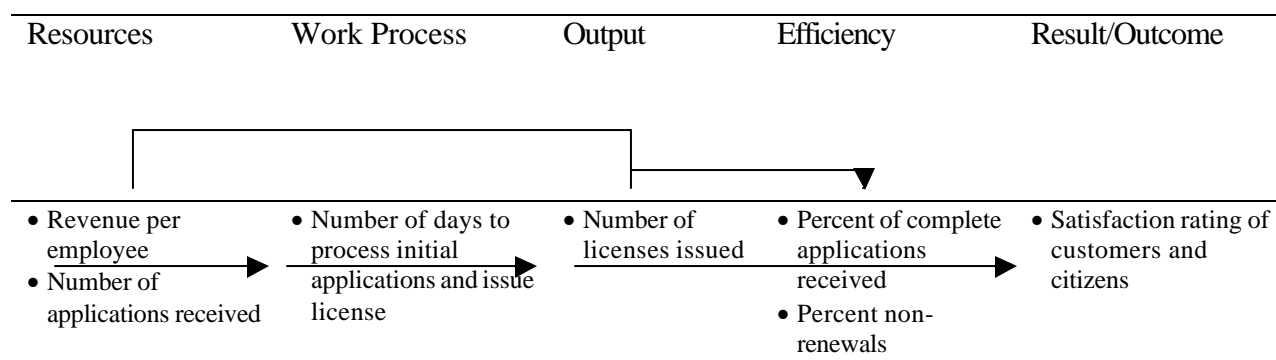 Resources Work Process Output Efficiency Result/Outcome
• Revenue per employee
• Number of applications received
• Number of days to process initial applications and issue license
• Number of licenses issued
• Percent of complete applications received
• Percent non-renewals
• Satisfaction rating of customers and citizens